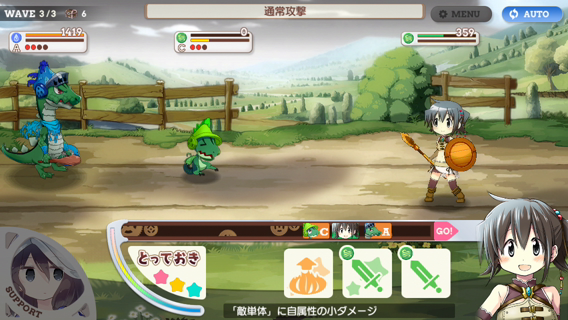 WAVE 3/3 6
通常攻撃
MENU
AUTO
1419
A
0
C
359
C A GO!
とっておき
SUPPORT
「敵単体」に自属性の小ダメージ